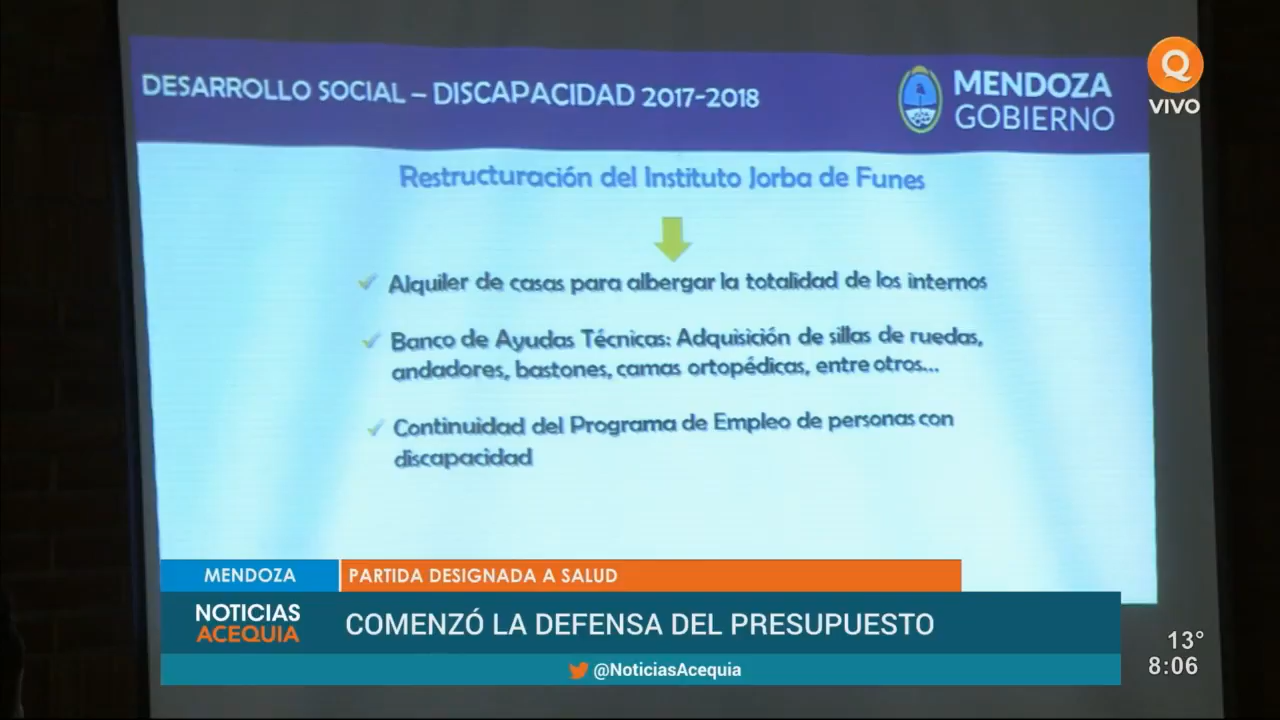 DESARROLLO SOCIAL – DISCAPACIDAD 2017-2018
MENDOZA
GOBIERNO
Q
VIVO
Restructuración del Instituto Jorba de Funes
Alquiler de casas para albergar la totalidad de los internos
Banco de Ayudas Técnicas: Adquisición de sillas de ruedas,
andadores, bastones, camas ortopédicas, entre otros...
Continuidad del Programa de Empleo de personas con
discapacidad
MENDOZA
PARTIDA DESIGNADA A SALUD
NOTICIAS
ACEQUIA
COMENZÓ LA DEFENSA DEL PRESUPUESTO
@NoticiasAcequia
13°
8:06